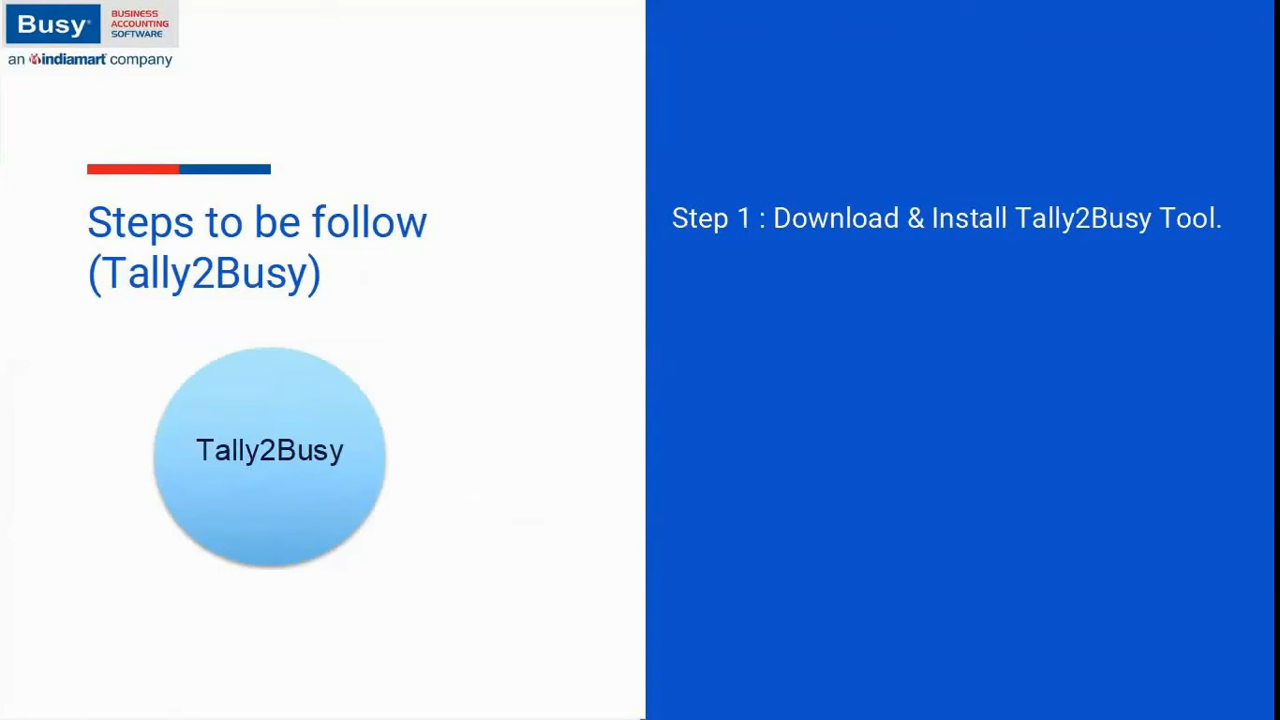 Busy
BUSINESS
ACCOUNTING
SOFTWARE
an indiamart company
Steps to be follow
(Tally2Busy)
Tally2Busy
Step 1 : Download & Install Tally2Busy Tool.